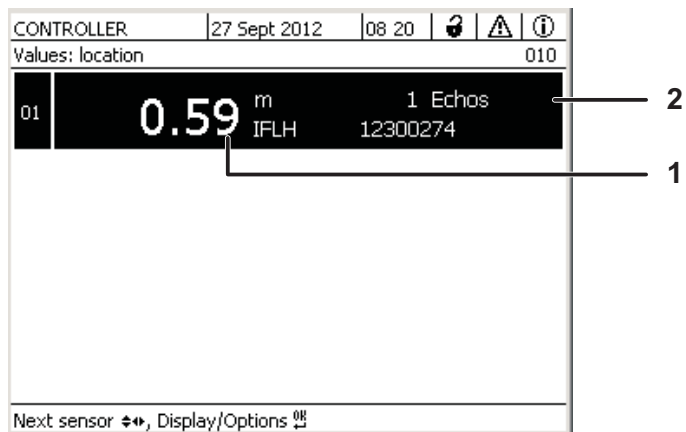 CONTROLLER 27 Sept 2012 08 20
Values: location 010
01 0.59 m 1 Echos
IFLH 12300274
2
1
Next sensor, Display/Options OK